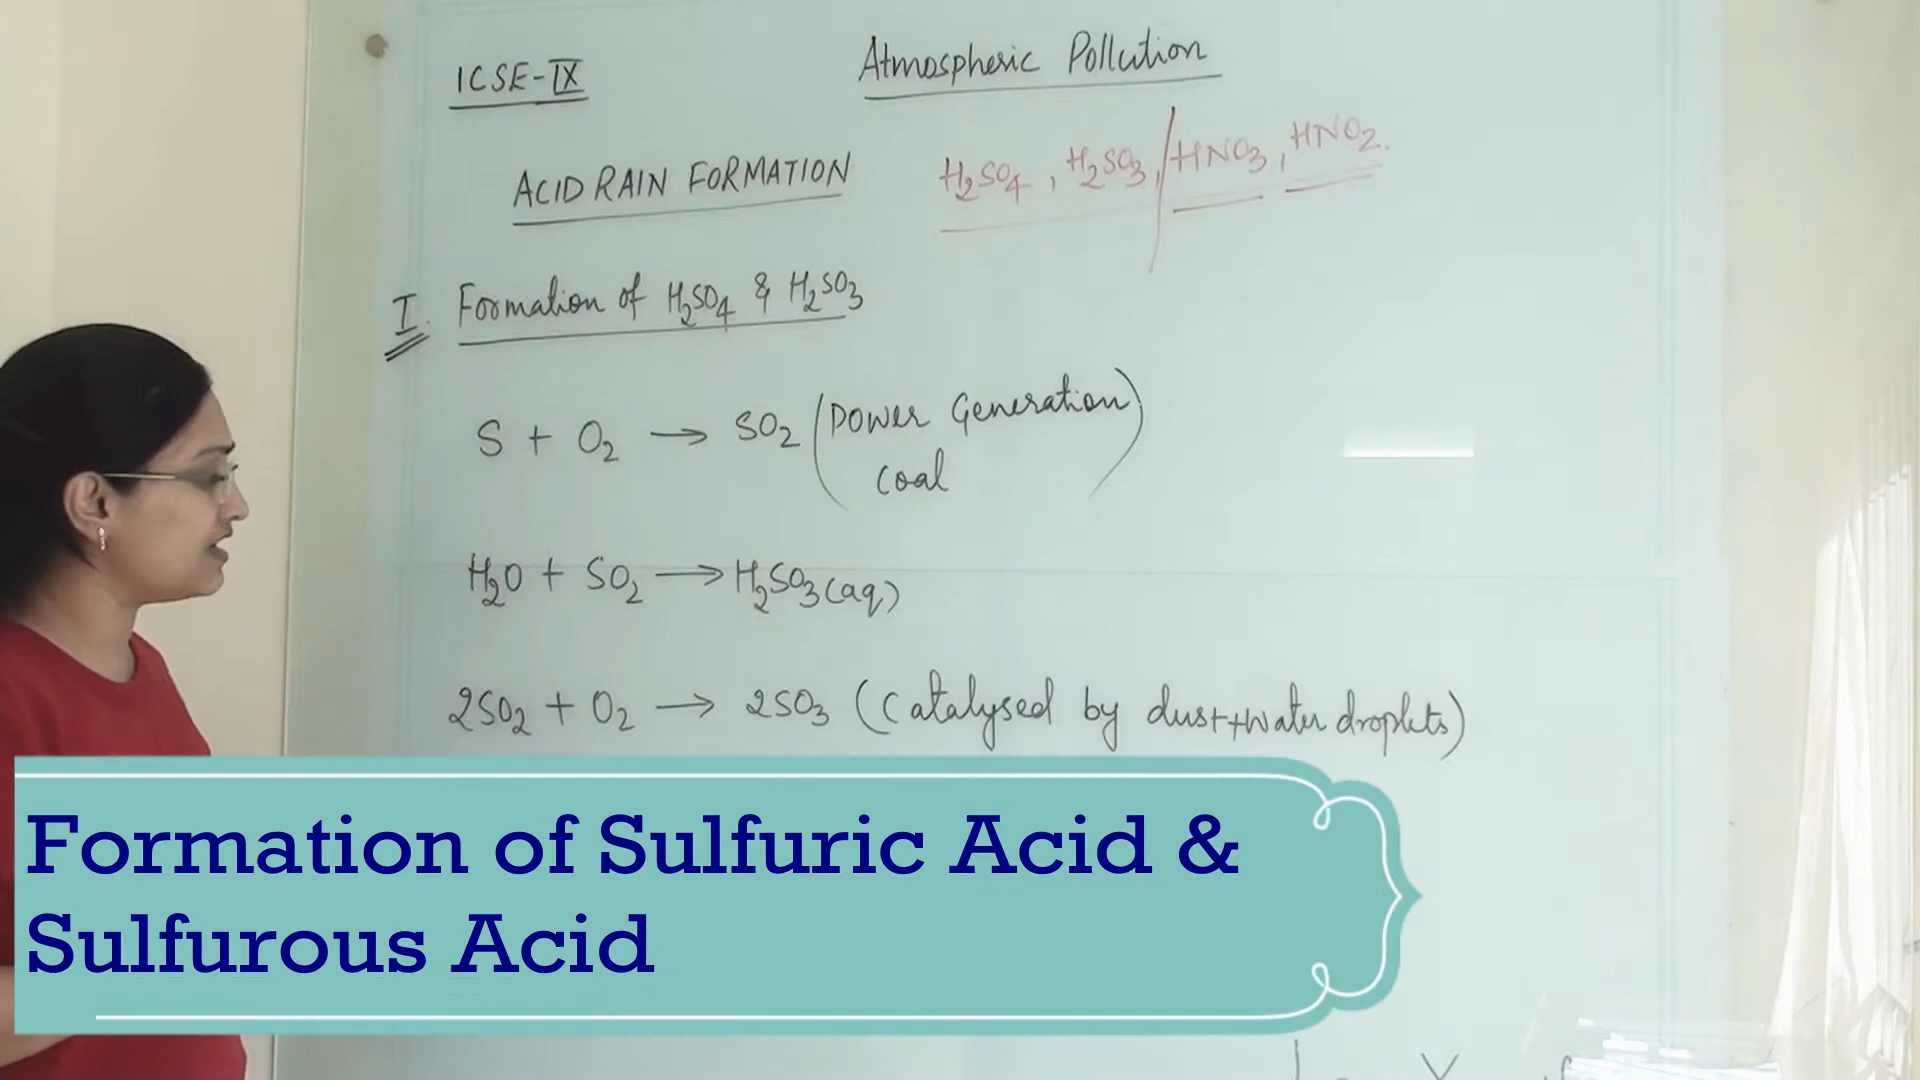 ICSE-IX
Atmospheric Pollution
ACID RAIN FORMATION
H₂SO₄, H₂SO₃, / HNO₃, HNO₂.
I. Formation of H₂SO₄ & H₂SO₃
S + O₂ → SO₂ (Power Generation
coal)
H₂O + SO₂ → H₂SO₃(aq)
2SO₂ + O₂ → 2SO₃ (catalysed by dust+water droplets)
Formation of Sulfuric Acid &
Sulfurous Acid